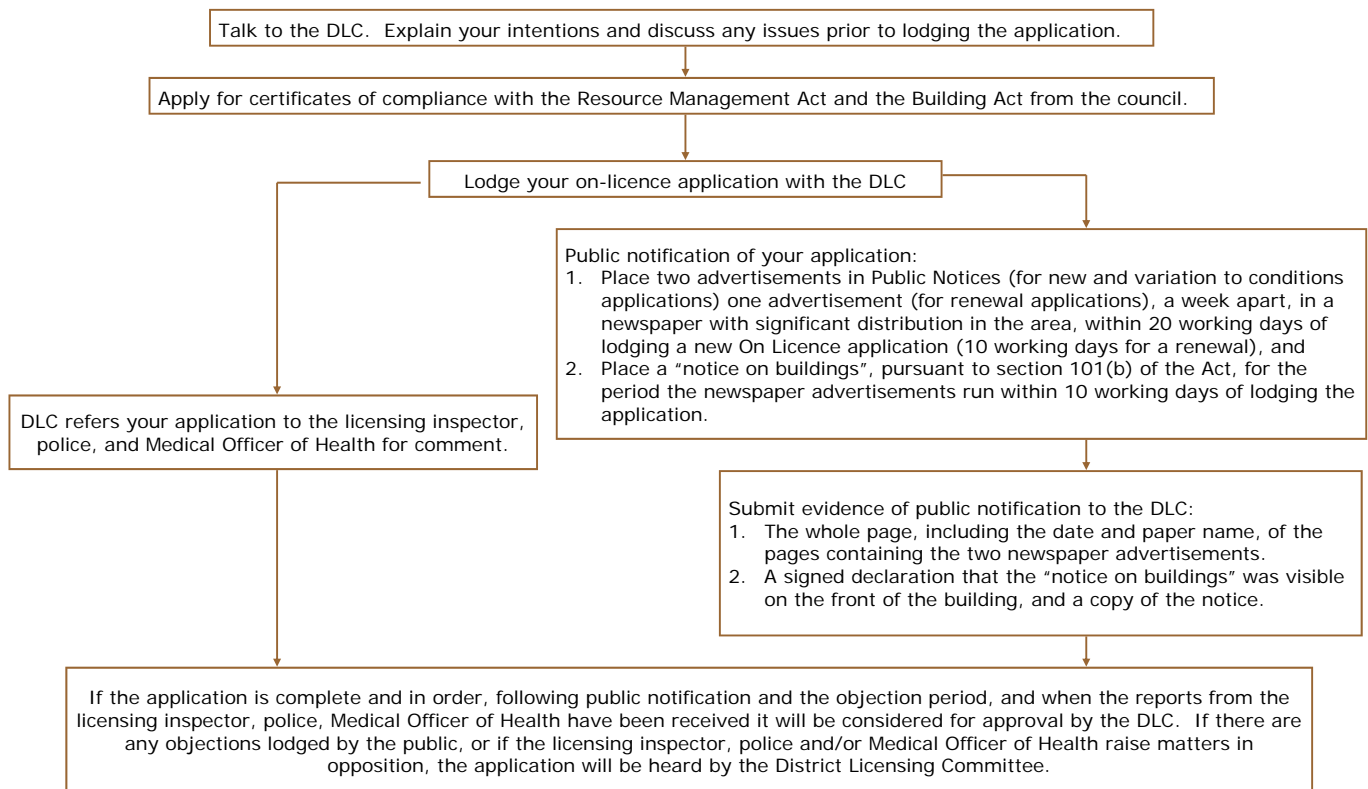 Talk to the DLC.  Explain your intentions and discuss any issues prior to lodging the application.
Apply for certificates of compliance with the Resource Management Act and the Building Act from the council.
Lodge your on-licence application with the DLC
Public notification of your application:
1. Place two advertisements in Public Notices (for new and variation to conditions
applications) one advertisement (for renewal applications), a week apart, in a
newspaper with significant distribution in the area, within 20 working days of
lodging a new On Licence application (10 working days for a renewal), and
2. Place a "notice on buildings", pursuant to section 101(b) of the Act, for the
period the newspaper advertisements run within 10 working days of lodging the
application.
DLC refers your application to the licensing inspector,
police, and Medical Officer of Health for comment.
Submit evidence of public notification to the DLC:
1. The whole page, including the date and paper name, of the
pages containing the two newspaper advertisements.
2. A signed declaration that the "notice on buildings" was visible
on the front of the building, and a copy of the notice.
If the application is complete and in order, following public notification and the objection period, and when the reports from the
licensing inspector, police, Medical Officer of Health have been received it will be considered for approval by the DLC.  If there are
any objections lodged by the public, or if the licensing inspector, police and/or Medical Officer of Health raise matters in
opposition, the application will be heard by the District Licensing Committee.